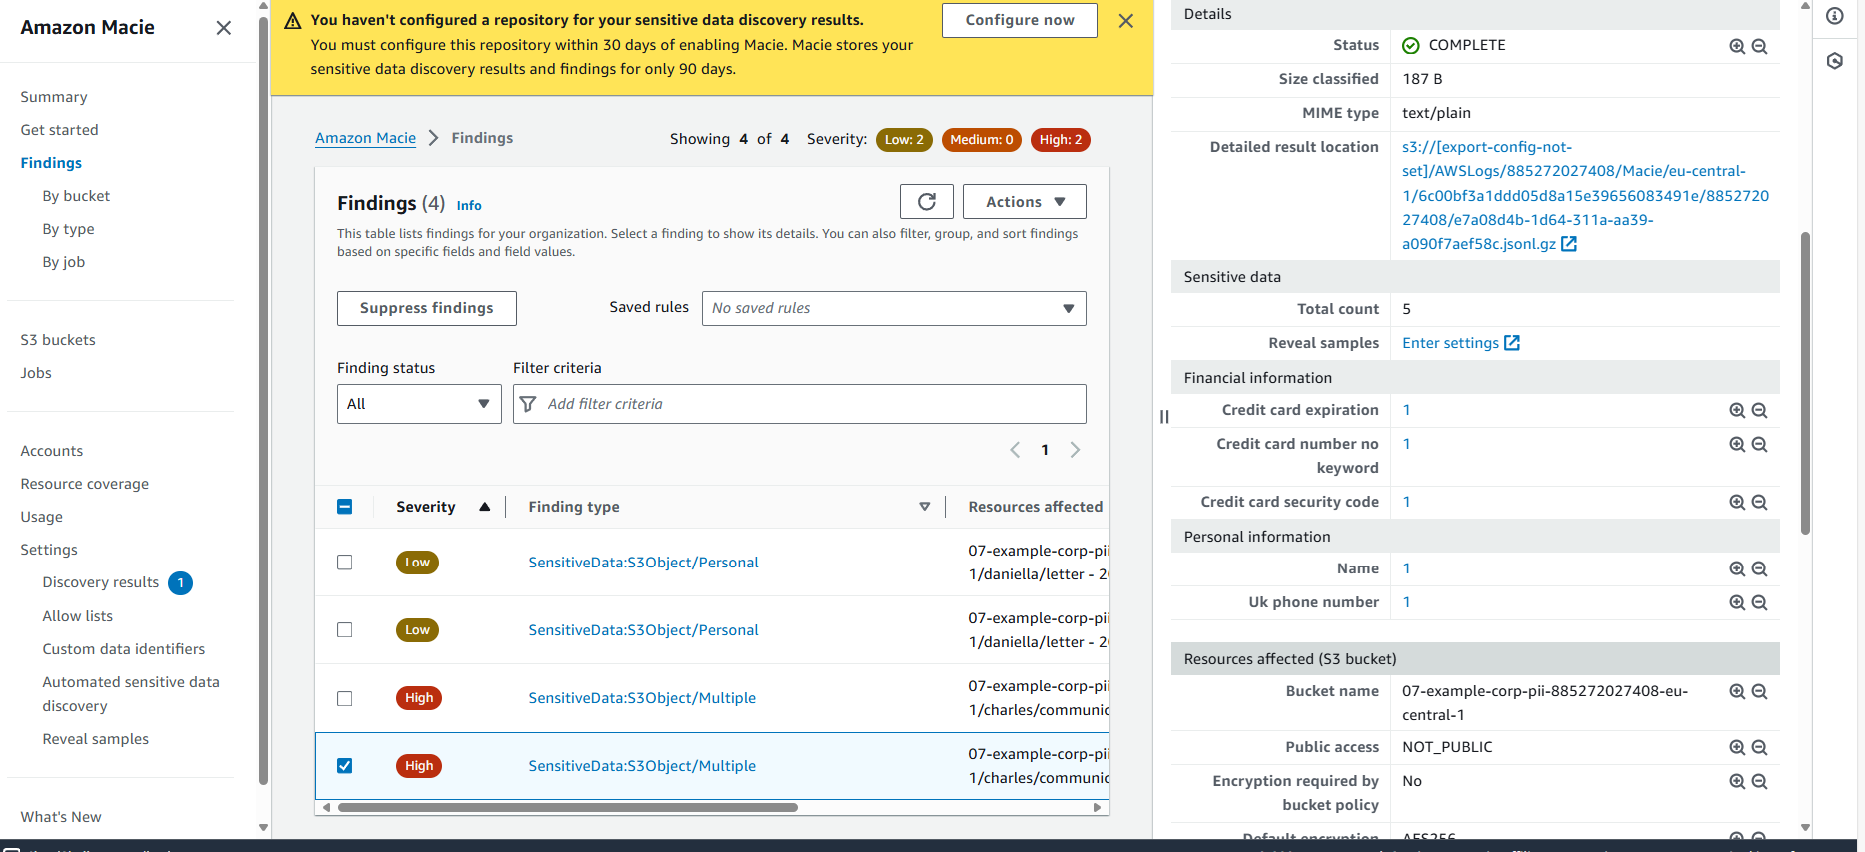 Amazon Macie
Summary
Get started
Findings
By bucket
By type
By job
S3 buckets
Jobs
Accounts
Resource coverage
Usage
Settings
Discovery results 1
Allow lists
Custom data identifiers
Automated sensitive data
discovery
Reveal samples
What's New
You haven't configured a repository for your sensitive data discovery results.
You must configure this repository within 30 days of enabling Macie. Macie stores your
sensitive data discovery results and findings for only 90 days.
Configure now
Amazon Macie Findings
Showing 4 of 4 Severity: Low: 2 Medium: 0 High: 2
Findings (4) Info
Actions
This table lists findings for your organization. Select a finding to show its details. You can also filter, group, and sort findings
based on specific fields and field values.
Suppress findings
Saved rules No saved rules
Finding status Filter criteria
All Add filter criteria
1
Severity Finding type Resources affected
Low SensitiveData:S3Object/Personal 07-example-corp-pii
1/daniella/letter - 2
Low SensitiveData:S3Object/Personal 07-example-corp-pii
1/daniella/letter - 2
High SensitiveData:S3Object/Multiple 07-example-corp-pii
1/charles/communic
High SensitiveData:S3Object/Multiple 07-example-corp-pii
1/charles/communic
Details
Status COMPLETE
Size classified 187 B
MIME type text/plain
Detailed result location s3://[export-config-not-
set]/AWSLogs/885272027408/Macie/eu-central-
1/6c00bf3a1ddd05d8a15e39656083491e/8852720
27408/e7a08d4b-1d64-311a-aa39-
a090f7aef58c.jsonl.gz
Sensitive data
Total count 5
Reveal samples Enter settings
Financial information
Credit card expiration 1
Credit card number no
keyword 1
Credit card security code 1
Personal information
Name 1
Uk phone number 1
Resources affected (S3 bucket)
Bucket name 07-example-corp-pii-885272027408-eu-
central-1
Public access NOT_PUBLIC
Encryption required by
bucket policy No
Default encryption AES256